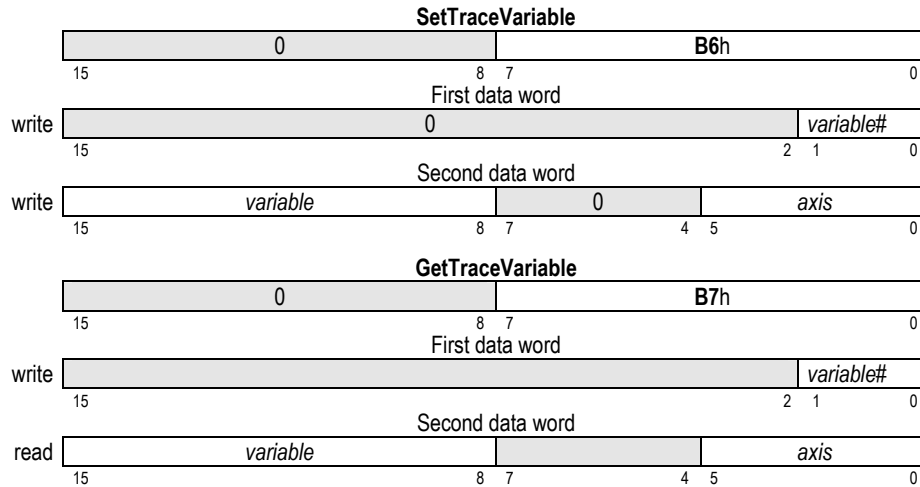 SetTraceVariable
0 B6h
15 8 7 0
First data word
write 0 variable#
15 2 1 0
Second data word
write variable 0 axis
15 8 7 4 5 0
GetTraceVariable
0 B7h
15 8 7 0
First data word
write variable#
15 2 1 0
Second data word
read variable axis
15 8 7 4 5 0